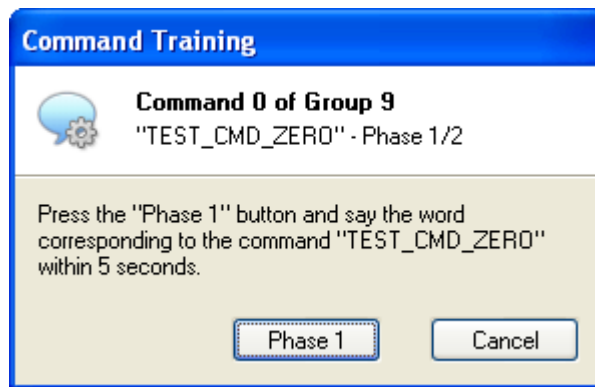 Command Training
Command 0 of Group 9
"TEST_CMD_ZERO" - Phase 1/2
Press the "Phase 1" button and say the word
corresponding to the command "TEST_CMD_ZERO"
within 5 seconds.
Phase 1
Cancel